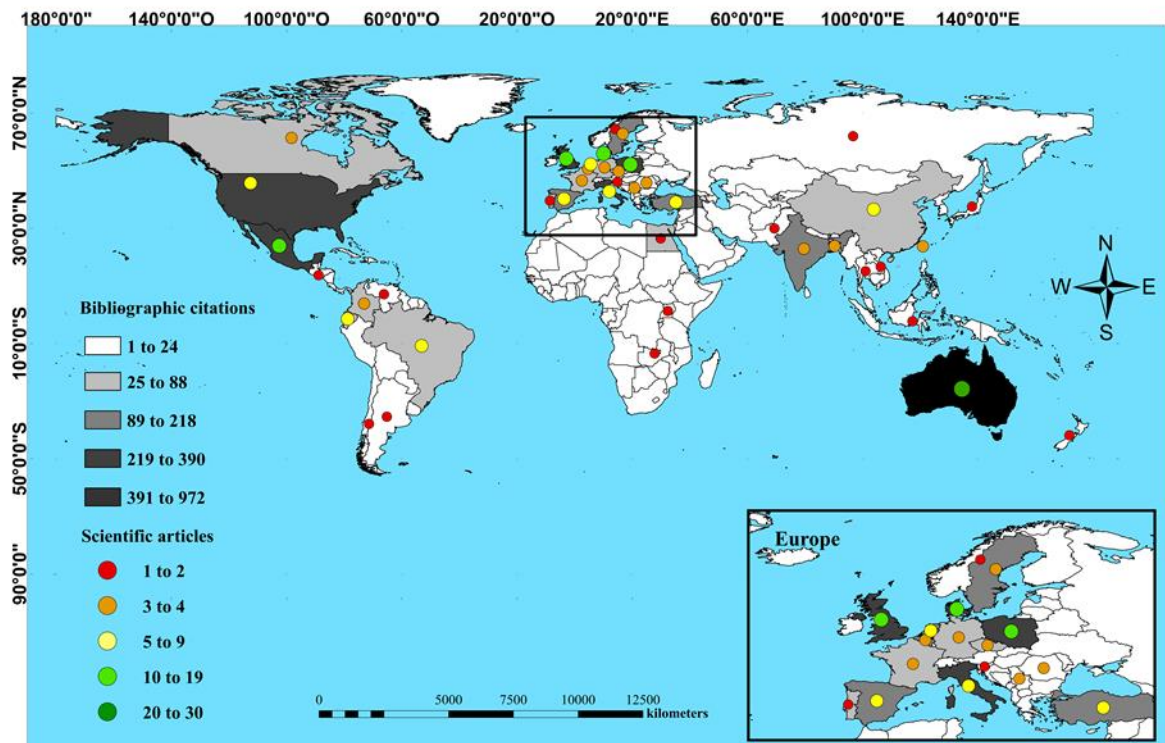 180°0'0" 140°0'0"W 100°0'0"W 60°0'0"W 20°0'0"W 20°0'0"E 60°0'0"E 100°0'0"E 140°0'0"E
70°0'0"N
30°0'0"N
10°0'0"S
50°0'0"S
90°0'0"
N
W E
S
Bibliographic citations
1 to 24
25 to 88
89 to 218
219 to 390
391 to 972
Scientific articles
1 to 2
3 to 4
5 to 9
10 to 19
20 to 30
0 5000 7500 10000 12500
kilometers
Europe